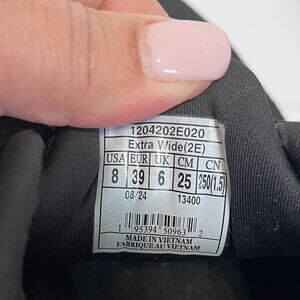 1204202E020
Extra Wide(2E)
USA EUR UK CM CN
8 39 6 25 250(1.5)
08/24 13400
1 95394 50963 2
MADE IN VIETNAM
FABRIQUE AU VIETNAM